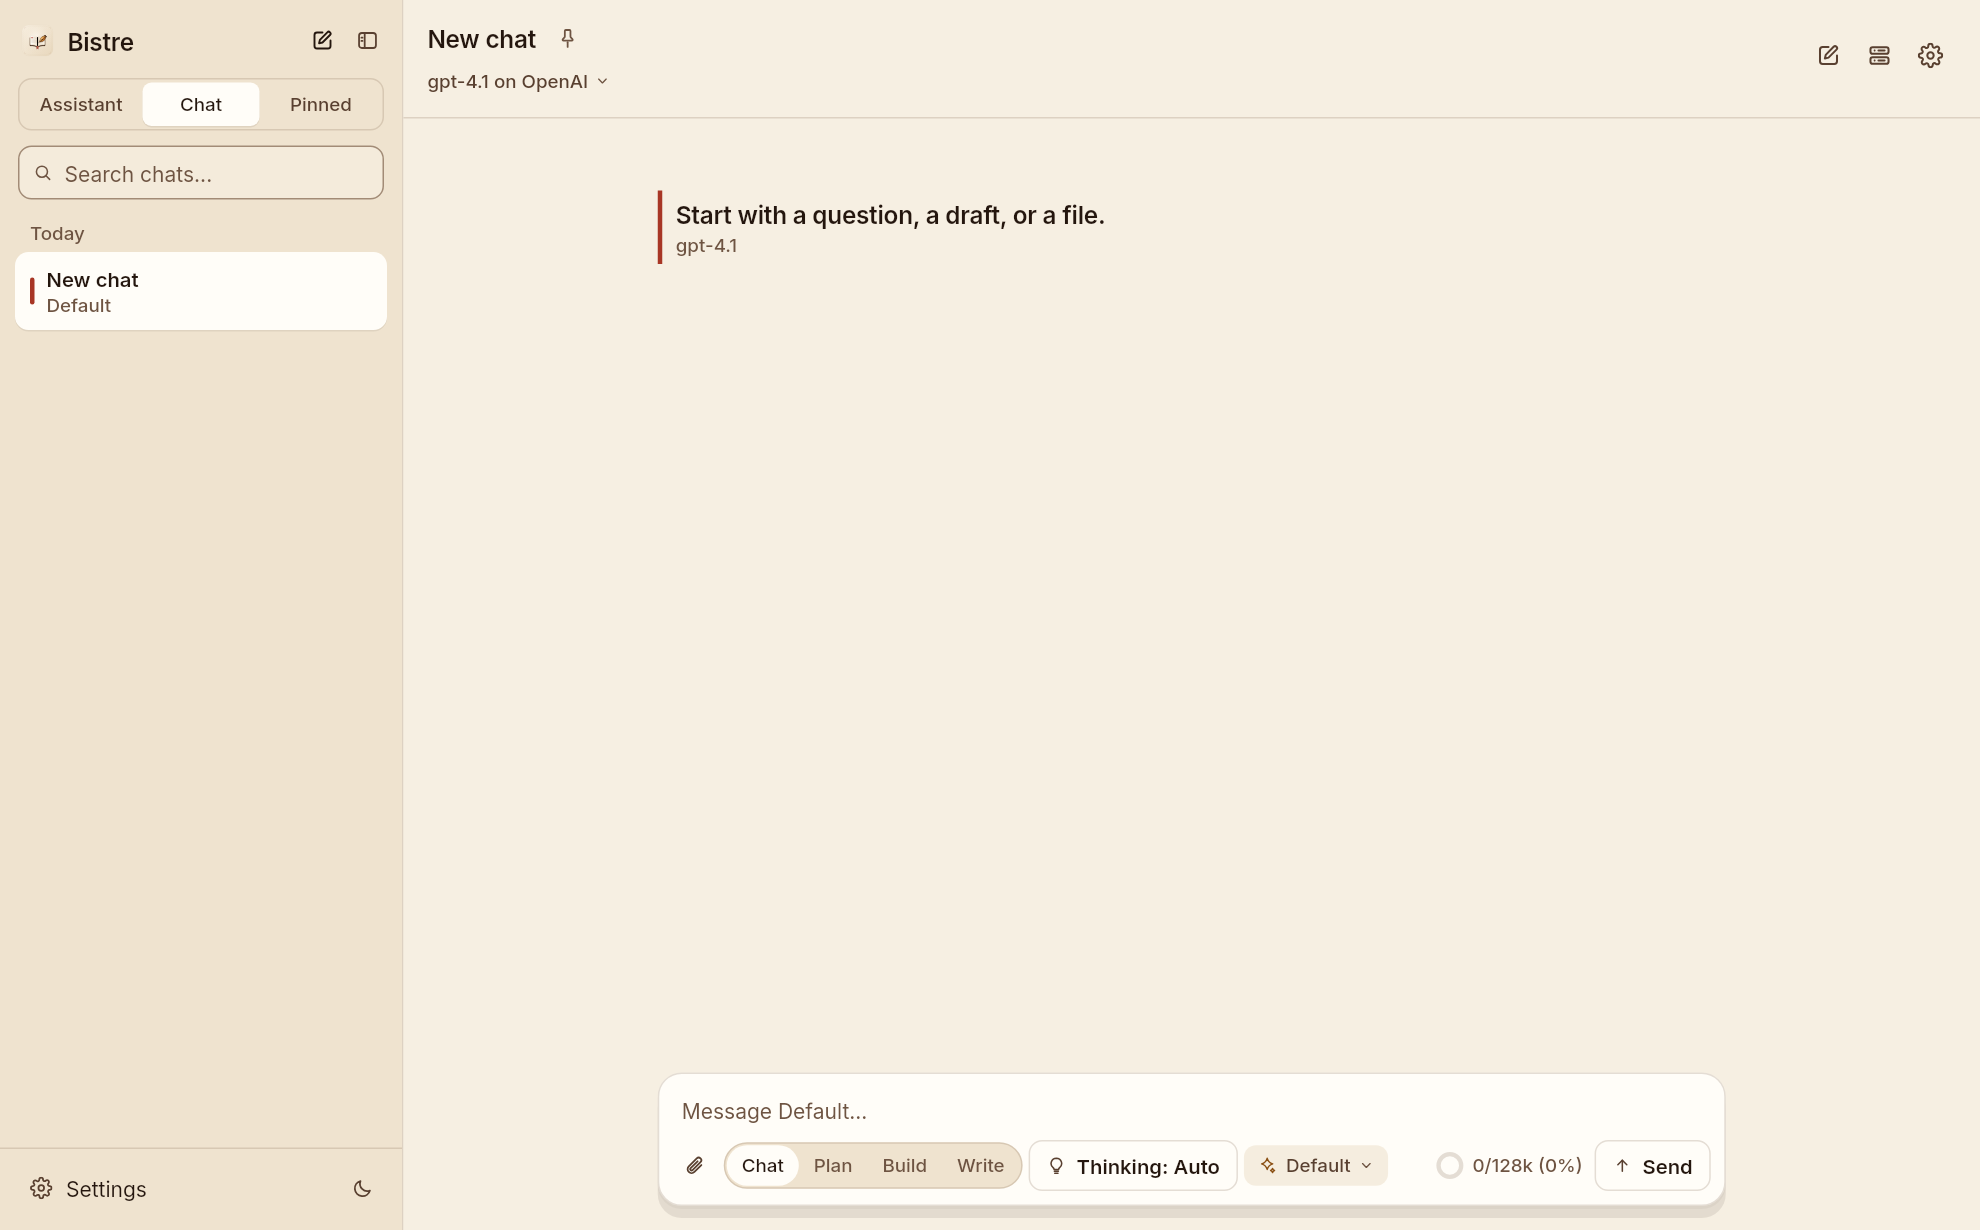 Bistre
Assistant
Chat
Pinned
Search chats...
Today
New chat
Default
Settings
New chat
gpt-4.1 on OpenAI
Start with a question, a draft, or a file.
gpt-4.1
Message Default...
Chat
Plan
Build
Write
Thinking: Auto
Default
0/128k (0%)
Send